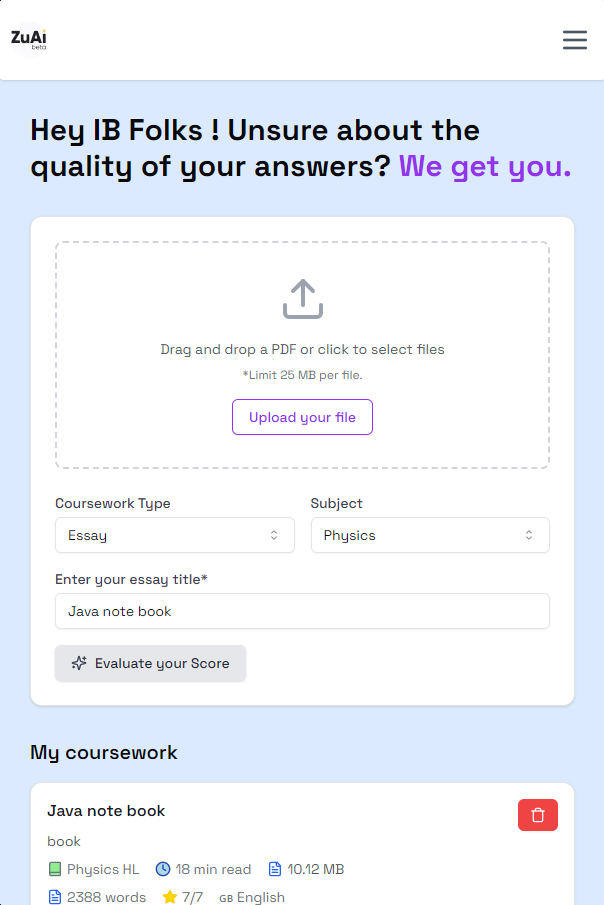 ZuAi
beta
Hey IB Folks ! Unsure about the
quality of your answers? We get you.
Drag and drop a PDF or click to select files
*Limit 25 MB per file.
Upload your file
Coursework Type
Subject
Essay
Physics
Enter your essay title*
Java note book
Evaluate your Score
My coursework
Java note book
book
Physics HL 18 min read 10.12 MB
2388 words 7/7 GB English